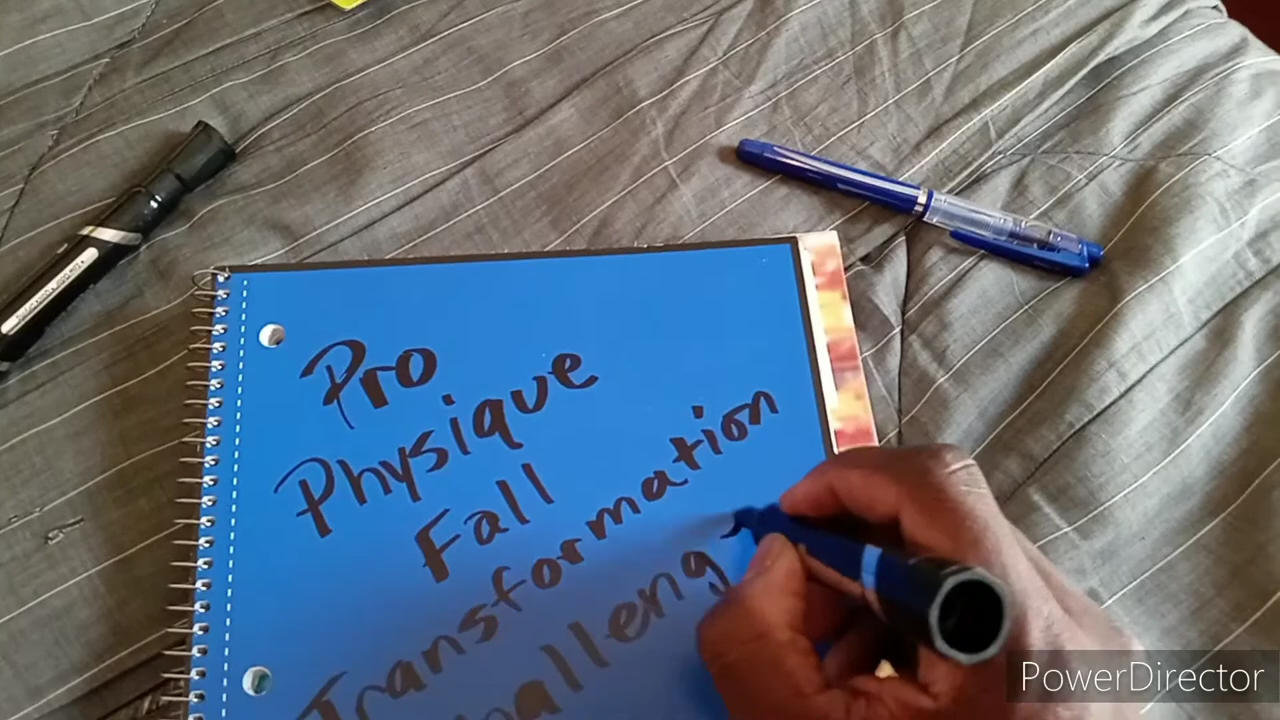 Pro
Physique
Fall
Transformation
PowerDirector